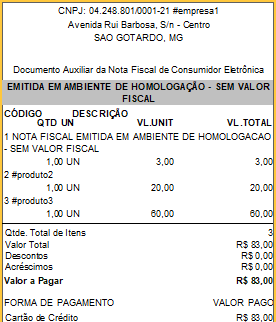 CNPJ: 04.248.801/0001-21 #empresa1
Avenida Rui Barbosa, S/n - Centro
SAO GOTARDO, MG
Documento Auxiliar da Nota Fiscal de Consumidor Eletrônica
EMITIDA EM AMBIENTE DE HOMOLOGAÇÃO - SEM VALOR
FISCAL
CÓDIGO DESCRIÇÃO
QTD UN VL.UNIT VL.TOTAL
1 NOTA FISCAL EMITIDA EM AMBIENTE DE HOMOLOGACAO
- SEM VALOR FISCAL
1,00 UN 3,00 3,00
2 #produto2
1,00 UN 20,00 20,00
3 #produto3
1,00 UN 60,00 60,00
Qtde. Total de Itens 3
Valor Total R$ 83,00
Descontos R$ 0,00
Acréscimos R$ 0,00
Valor a Pagar R$ 83,00
FORMA DE PAGAMENTO VALOR PAGO
Cartão de Crédito R$ 83,00